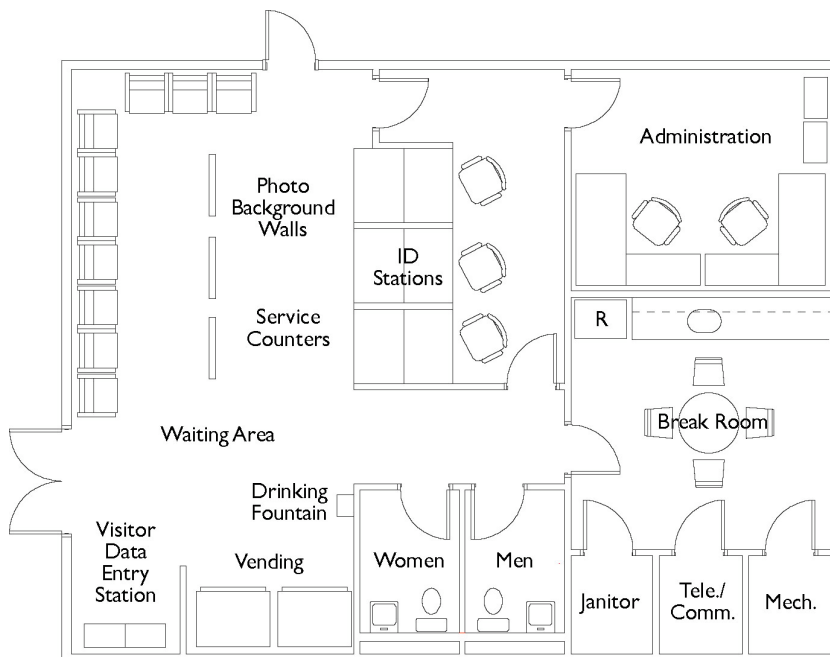 Administration
Photo
Background
Walls
ID
Stations
Service
Counters
R
Break Room
Waiting Area
Drinking
Fountain
Visitor
Data
Entry
Station
Vending
Women
Men
Janitor
Tele./
Comm.
Mech.